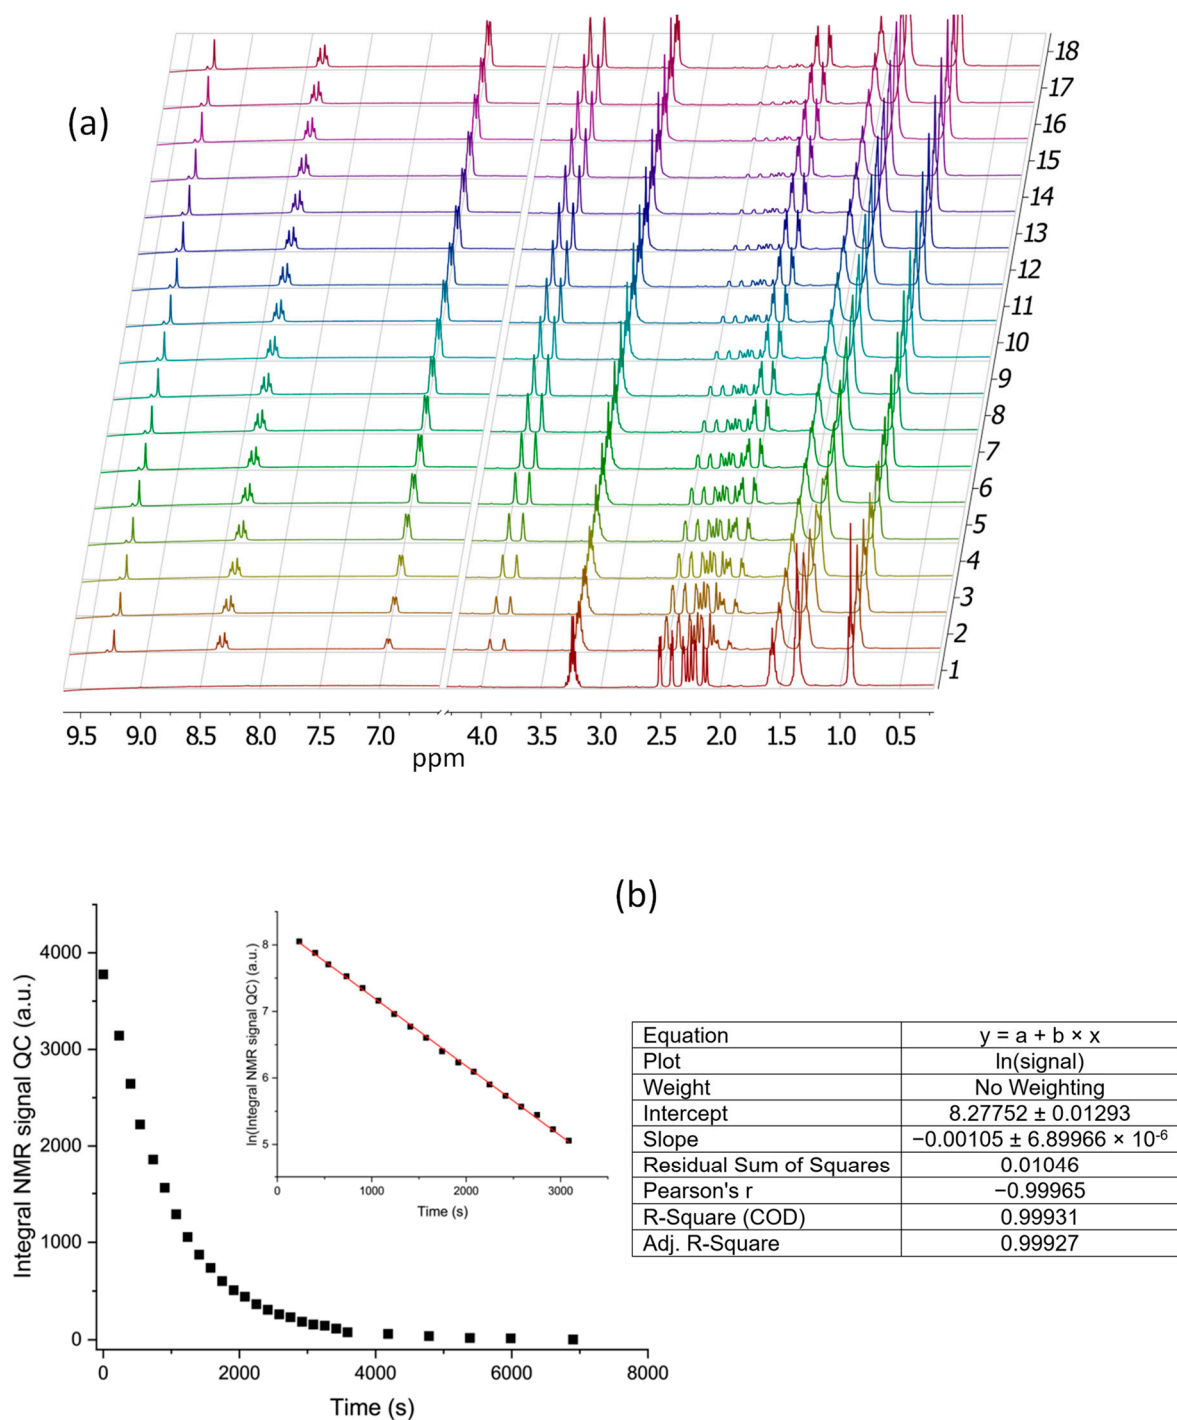 (a)
18
17
16
15
14
13
12
11
10
9
8
7
6
5
4
3
2
1
9.5 9.0 8.5 8.0 7.5 7.0 4.0 3.5 3.0 2.5 2.0 1.5 1.0 0.5
ppm
(b)
Integral NMR signal QC (a.u.)
4000
3000
2000
1000
0
0 2000 4000 6000 8000
Time (s)
ln(Integral NMR signal QC) (a.u.)
8
7
6
5
0 1000 2000 3000
Time (s)
Equation y = a + b × x
Plot ln(signal)
Weight No Weighting
Intercept 8.27752 ± 0.01293
Slope −0.00105 ± 6.89966 × 10⁻⁶
Residual Sum of Squares 0.01046
Pearson's r −0.99965
R-Square (COD) 0.99931
Adj. R-Square 0.99927